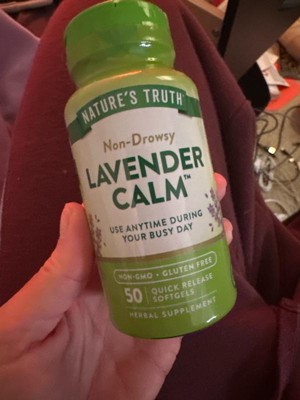 NATURE'S TRUTH
Non-Drowsy
LAVENDER
CALM™
USE ANYTIME DURING
YOUR BUSY DAY
NON-GMO • GLUTEN FREE
50 QUICK RELEASE
SOFTGELS
HERBAL SUPPLEMENT